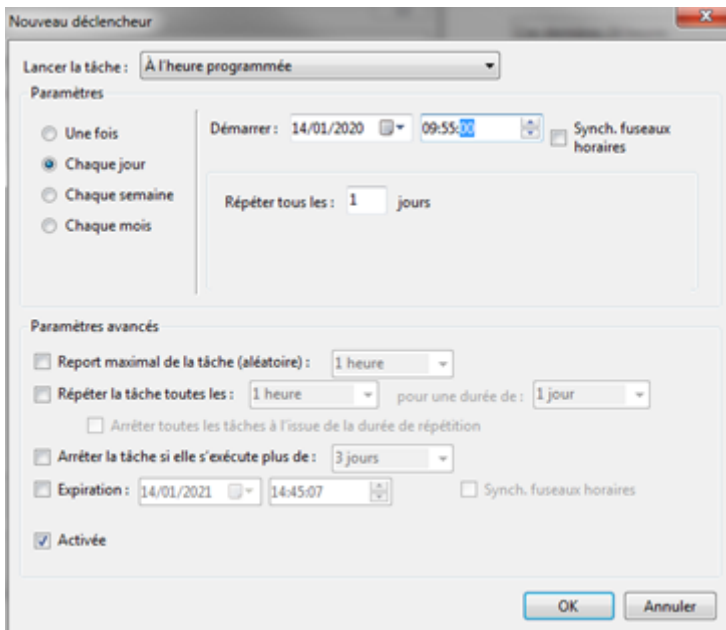 Nouveau déclencheur
Lancer la tâche : À l'heure programmée
Paramètres
Une fois
Chaque jour
Chaque semaine
Chaque mois
Démarrer : 14/01/2020 09:55:00 Synch. fuseaux horaires
Répéter tous les : 1 jours
Paramètres avancés
Report maximal de la tâche (aléatoire) : 1 heure
Répéter la tâche toutes les : 1 heure pour une durée de : 1 jour
Arrêter toutes les tâches à l'issue de la durée de répétition
Arrêter la tâche si elle s'exécute plus de : 3 jours
Expiration : 14/01/2021 14:45:07 Synch. fuseaux horaires
Activée
OK Annuler